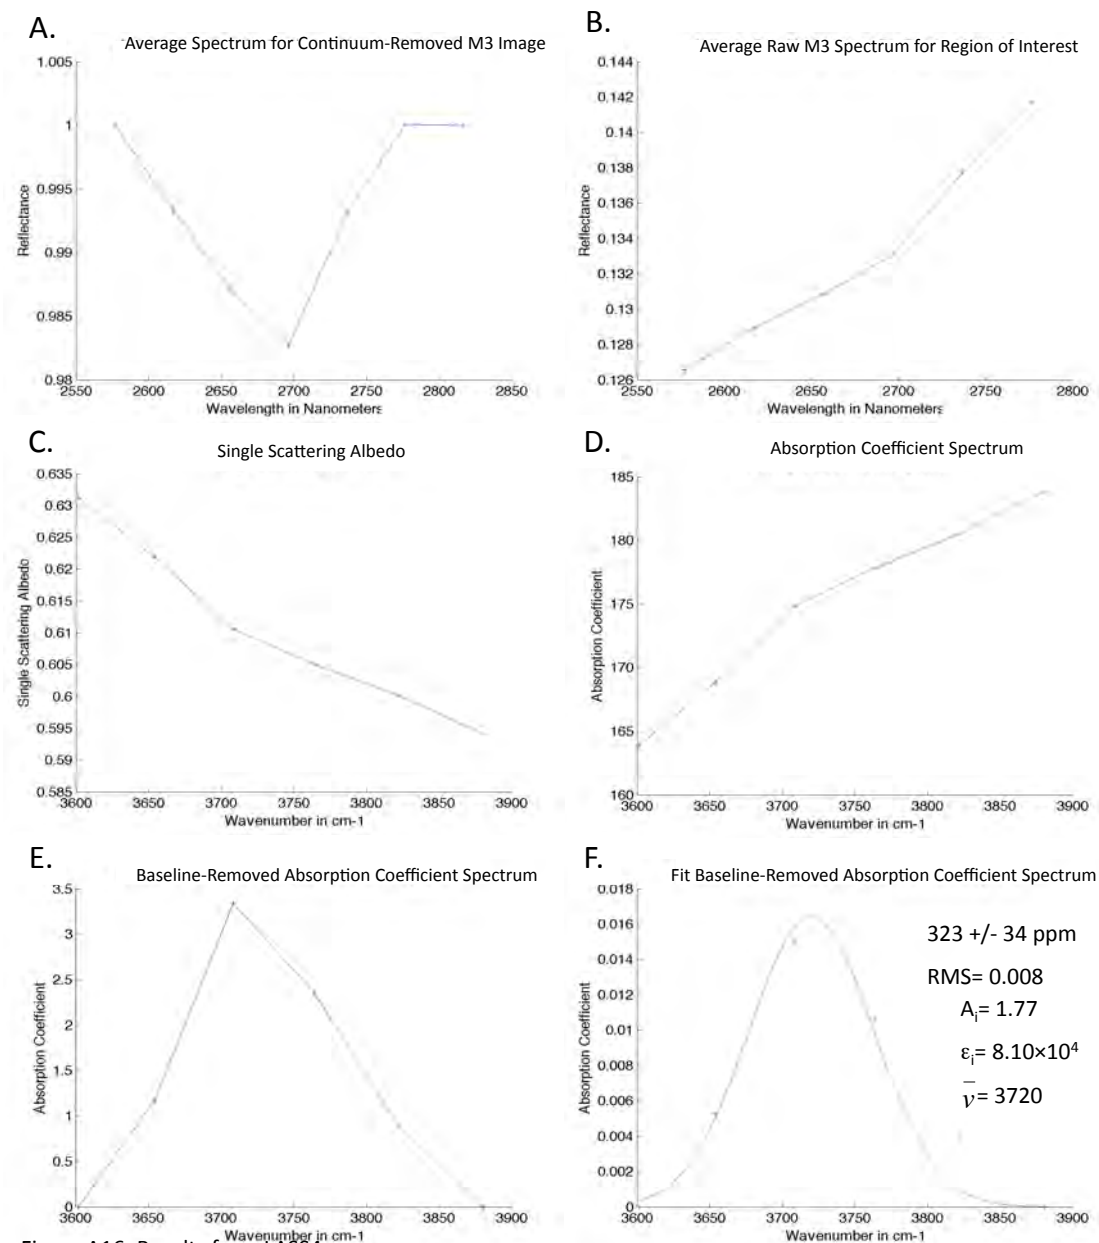 A.
Average Spectrum for Continuum-Removed M3 Image
1.005
1
0.995
0.99
0.985
0.98
Reflectance
2550 2600 2650 2700 2750 2800 2850
Wavelength in Nanometers
B.
Average Raw M3 Spectrum for Region of Interest
0.144
0.142
0.14
0.138
0.136
0.134
0.132
0.13
0.128
0.126
Reflectance
2550 2600 2650 2700 2750 2800
Wavelength in Nanometers
C.
Single Scattering Albedo
0.635
0.63
0.625
0.62
0.615
0.61
0.605
0.6
0.595
0.59
0.585
Single Scattering Albedo
3600 3650 3700 3750 3800 3850 3900
Wavenumber in cm-1
D.
Absorption Coefficient Spectrum
185
180
175
170
165
160
Absorption Coefficient
3600 3650 3700 3750 3800 3850 3900
Wavenumber in cm-1
E.
Baseline-Removed Absorption Coefficient Spectrum
3.5
3
2.5
2
1.5
1
0.5
0
Absorption Coefficient
3600 3650 3700 3750 3800 3850 3900
Wavenumber in cm-1
F.
Fit Baseline-Removed Absorption Coefficient Spectrum
0.018
0.016
0.014
0.012
0.01
0.008
0.006
0.004
0.002
0
Absorption Coefficient
323 +/- 34 ppm
RMS= 0.008
Aᵢ= 1.77
εᵢ= 8.10×10⁴
ν̅= 3720
3600 3650 3700 3750 3800 3850 3900
Wavenumber in cm-1